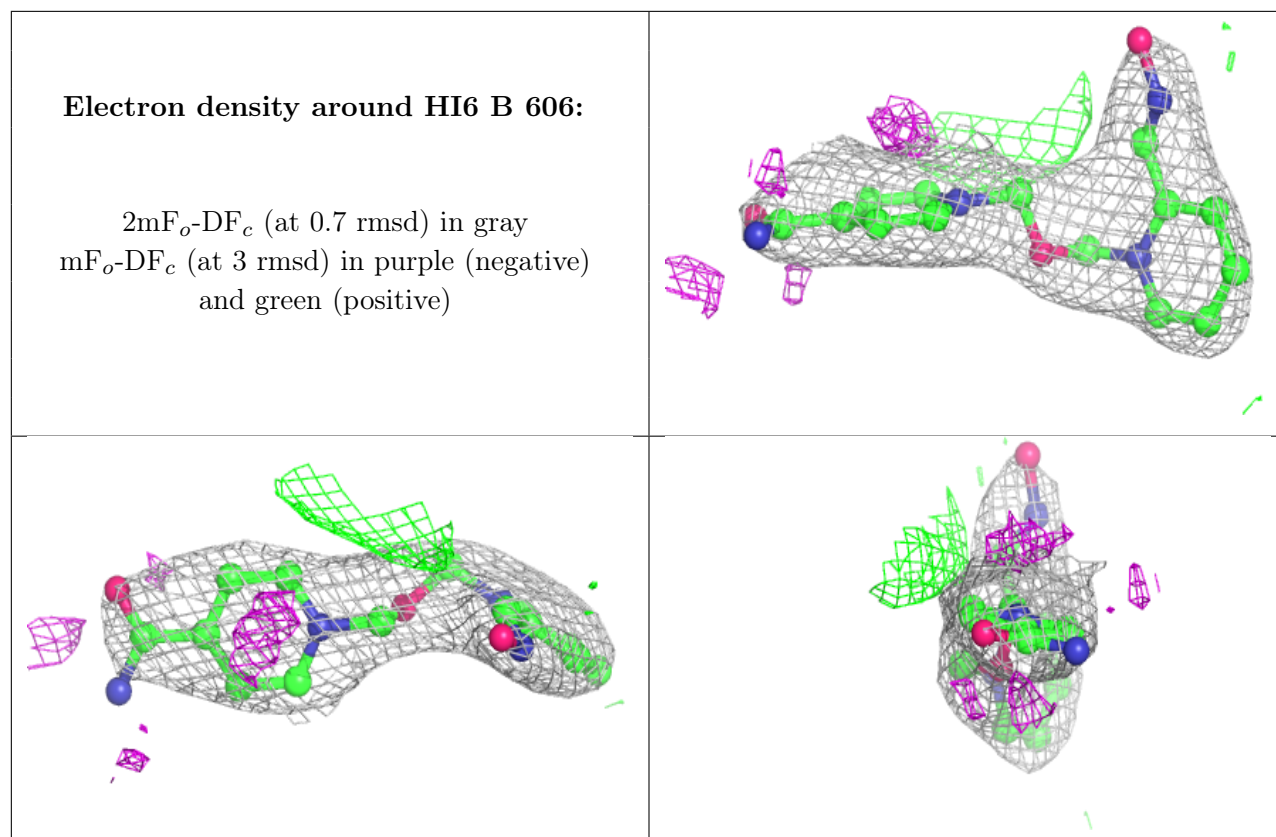 Electron density around HI6 B 606:
2mFo-DFc (at 0.7 rmsd) in gray
mFo-DFc (at 3 rmsd) in purple (negative)
and green (positive)